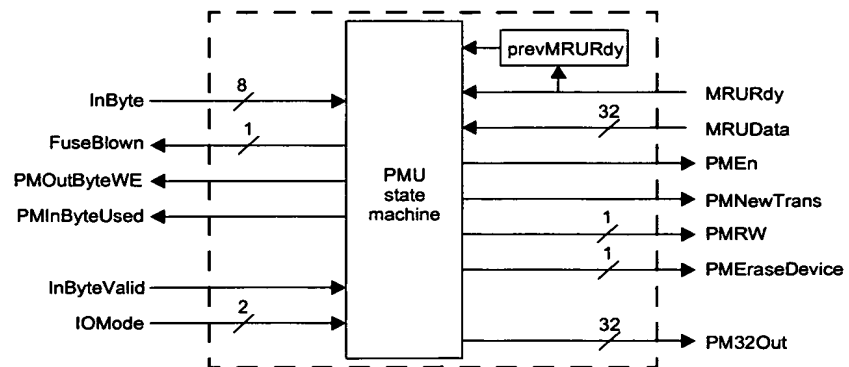 prevMRURdy
InByte
8
MRURdy
FuseBlown
1
32
MRUData
PMOutByteWE
PMU
state
machine
PMEn
PMInByteUsed
PMNewTrans
1
PMRW
1
PMEraseDevice
InByteValid
IOMode
2
32
PM32Out